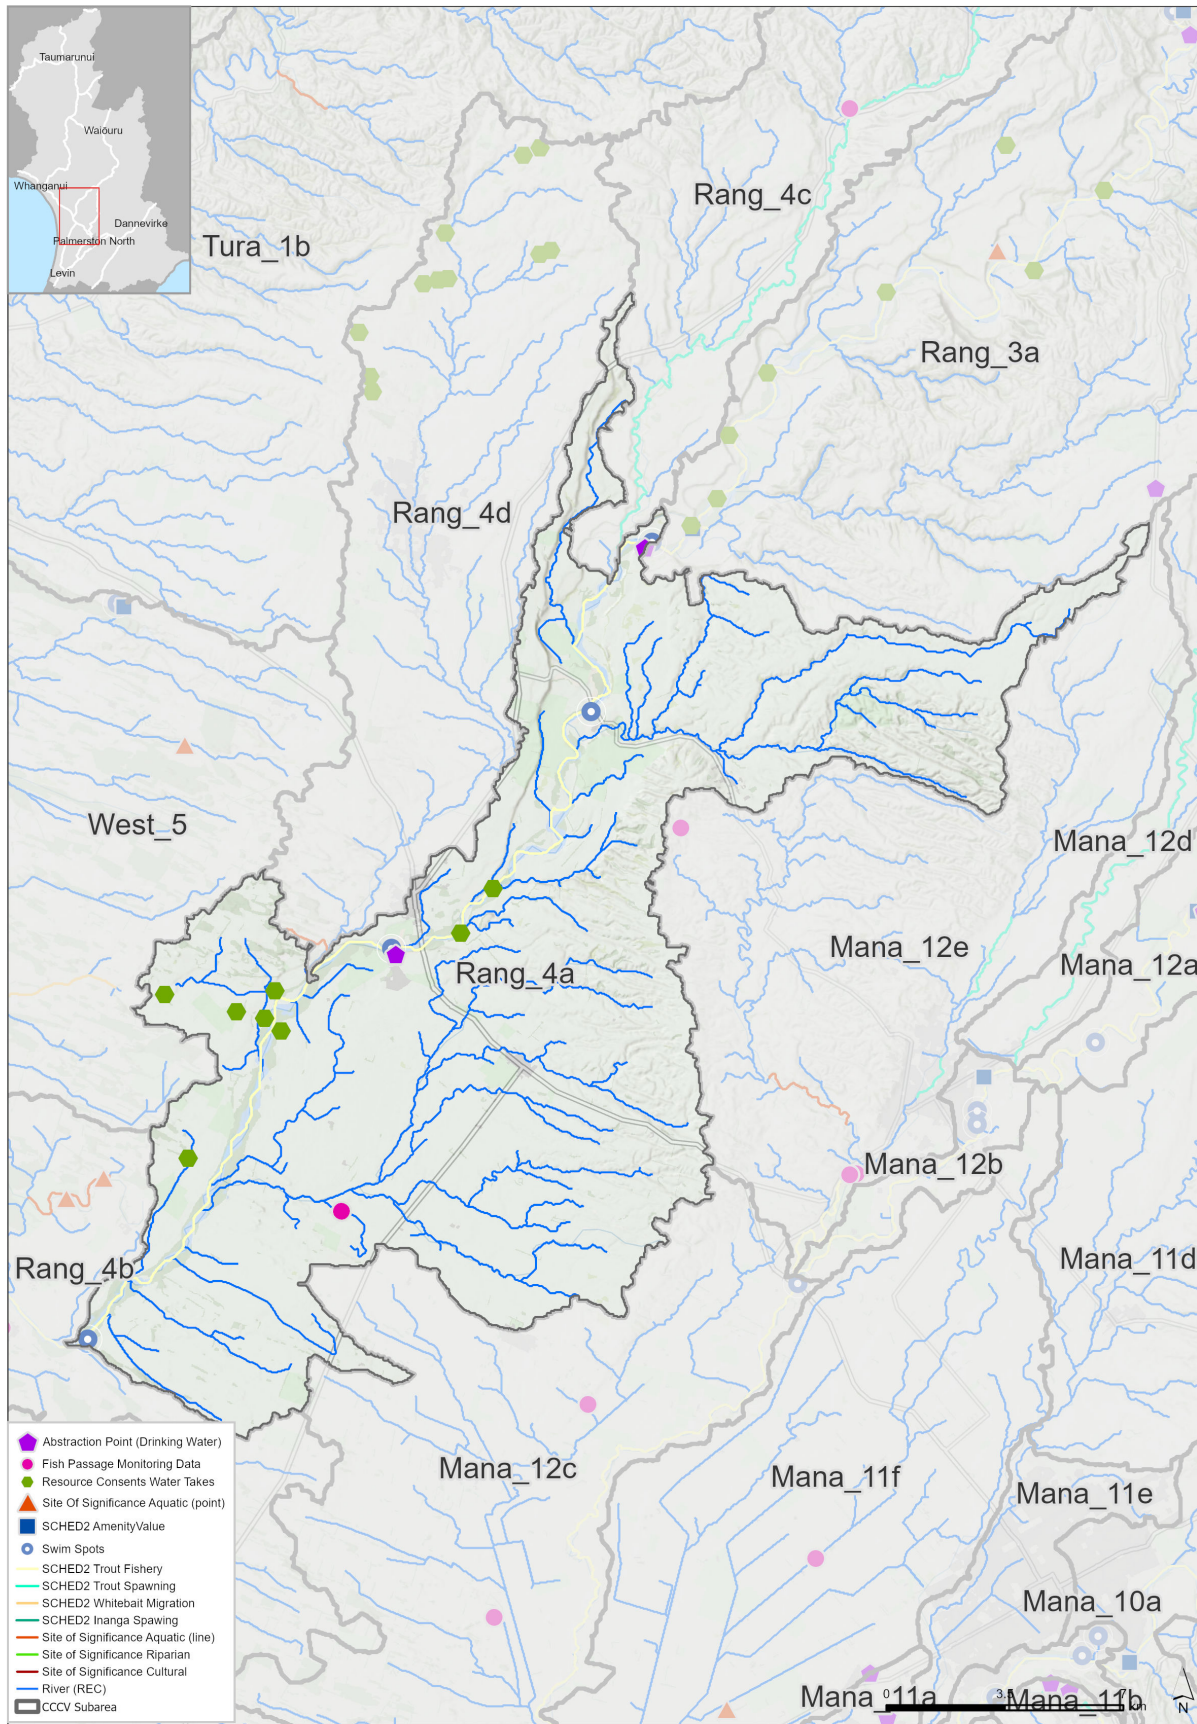 Taumarunui
Waiōuru
Whanganui
Dannevirke
Palmerston North
Levin
Rang_4c
Tura_1b
Rang_3a
Rang_4d
West_5
Mana_12d
Mana_12e
Mana_12a
Rang_4a
Mana_12b
Rang_4b
Mana_11d
Mana_12c
Mana_11f
Mana_11e
Mana_10a
Mana_11a
Mana_11b
0 3.5 7 km
N
Abstraction Point (Drinking Water)
Fish Passage Monitoring Data
Resource Consents Water Takes
Site Of Significance Aquatic (point)
SCHED2 AmenityValue
Swim Spots
SCHED2 Trout Fishery
SCHED2 Trout Spawning
SCHED2 Whitebait Migration
SCHED2 Inanga Spawing
Site of Significance Aquatic (line)
Site of Significance Riparian
Site of Significance Cultural
River (REC)
CCCV Subarea